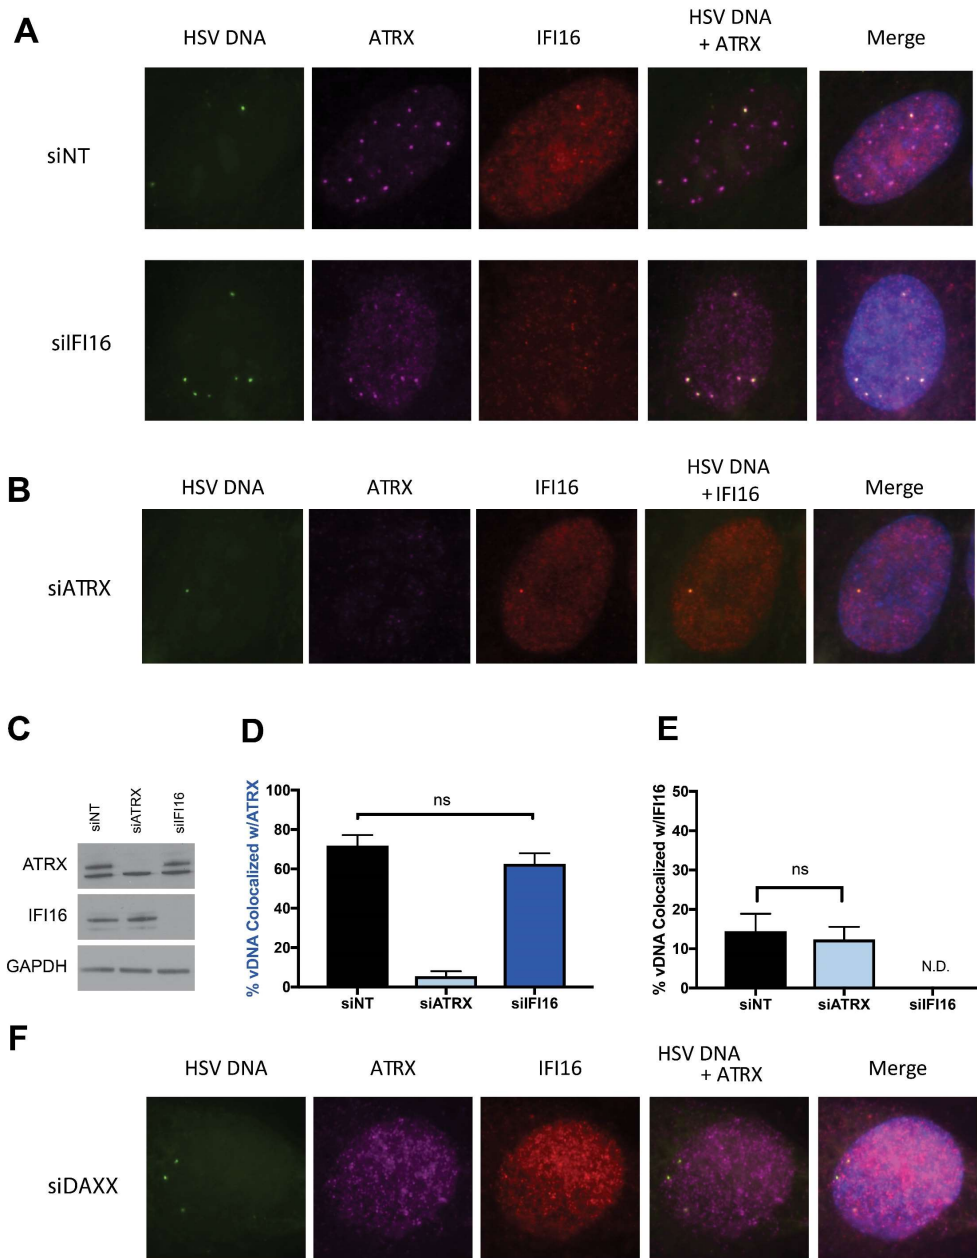 A
HSV DNA
ATRX
IFI16
HSV DNA
+ ATRX
Merge
siNT
siIFI16
B
HSV DNA
ATRX
IFI16
HSV DNA
+ IFI16
Merge
siATRX
C
siNT
siATRX
siIFI16
ATRX
IFI16
GAPDH
D
% vDNA Colocalized w/ATRX
100
80
60
40
20
0
ns
siNT
siATRX
siIFI16
E
% vDNA Colocalized w/IFI16
50
40
30
20
10
0
ns
N.D.
siNT
siATRX
siIFI16
F
HSV DNA
ATRX
IFI16
HSV DNA
+ ATRX
Merge
siDAXX